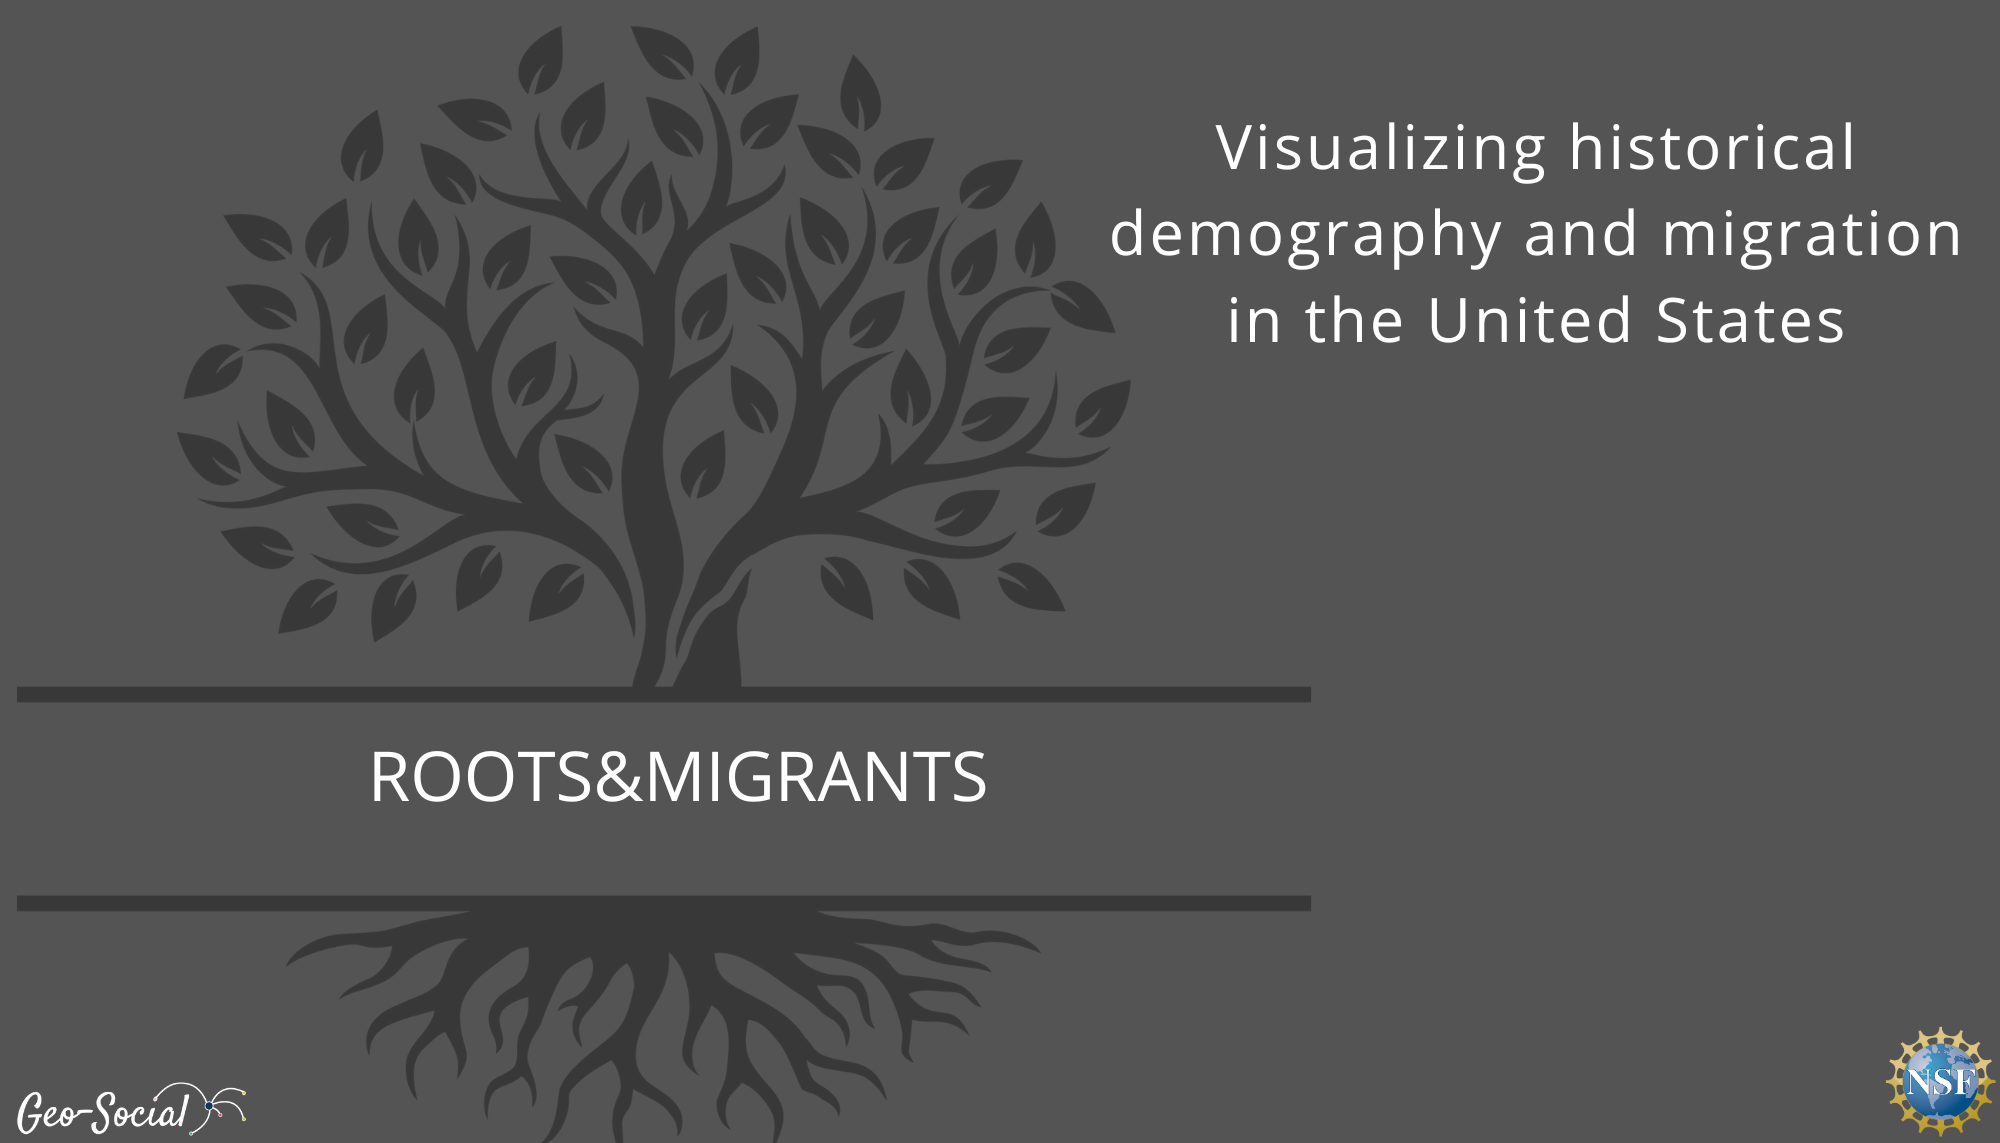 Visualizing historical
demography and migration
in the United States
ROOTS&MIGRANTS
Geo-Social
NSF